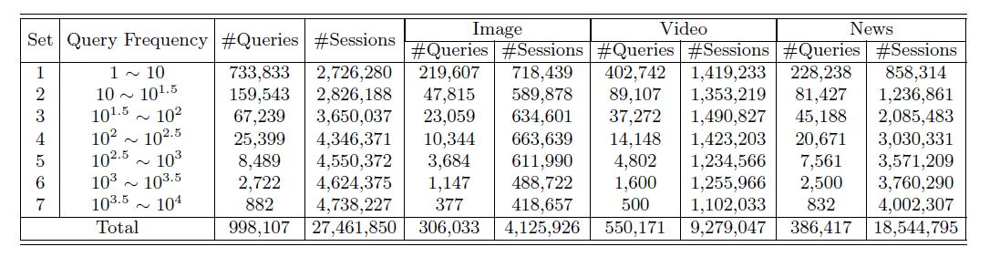 Set Query Frequency #Queries #Sessions Image Video News
#Queries #Sessions #Queries #Sessions #Queries #Sessions
1 1 ∼ 10 733,833 2,726,280 219,607 718,439 402,742 1,419,233 228,238 858,314
2 10 ∼ 10^1.5 159,543 2,826,188 47,815 589,878 89,107 1,353,219 81,427 1,236,861
3 10^1.5 ∼ 10^2 67,239 3,650,037 23,059 634,601 37,272 1,490,827 45,188 2,085,483
4 10^2 ∼ 10^2.5 25,399 4,346,371 10,344 663,639 14,148 1,423,203 20,671 3,030,331
5 10^2.5 ∼ 10^3 8,489 4,550,372 3,684 611,990 4,802 1,234,566 7,561 3,571,209
6 10^3 ∼ 10^3.5 2,722 4,624,375 1,147 488,722 1,600 1,255,966 2,500 3,760,290
7 10^3.5 ∼ 10^4 882 4,738,227 377 418,657 500 1,102,033 832 4,002,307
Total 998,107 27,461,850 306,033 4,125,926 550,171 9,279,047 386,417 18,544,795